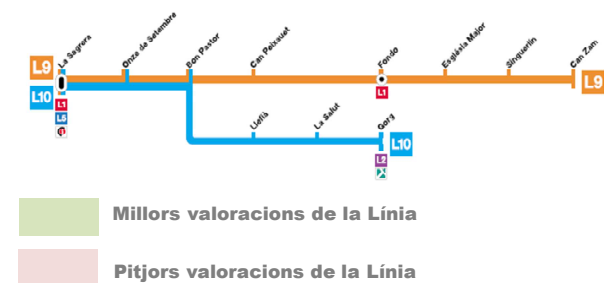 La Sagrera
Onze de Setembre
Bon Pastor
Can Peixauet
Fondo
Església Major
Singuerlín
Can Zam
L9
L9
L10
L1
L1
L5
Llefià
La Salut
Gorg
L10
L2
Millors valoracions de la Línia
Pitjors valoracions de la Línia